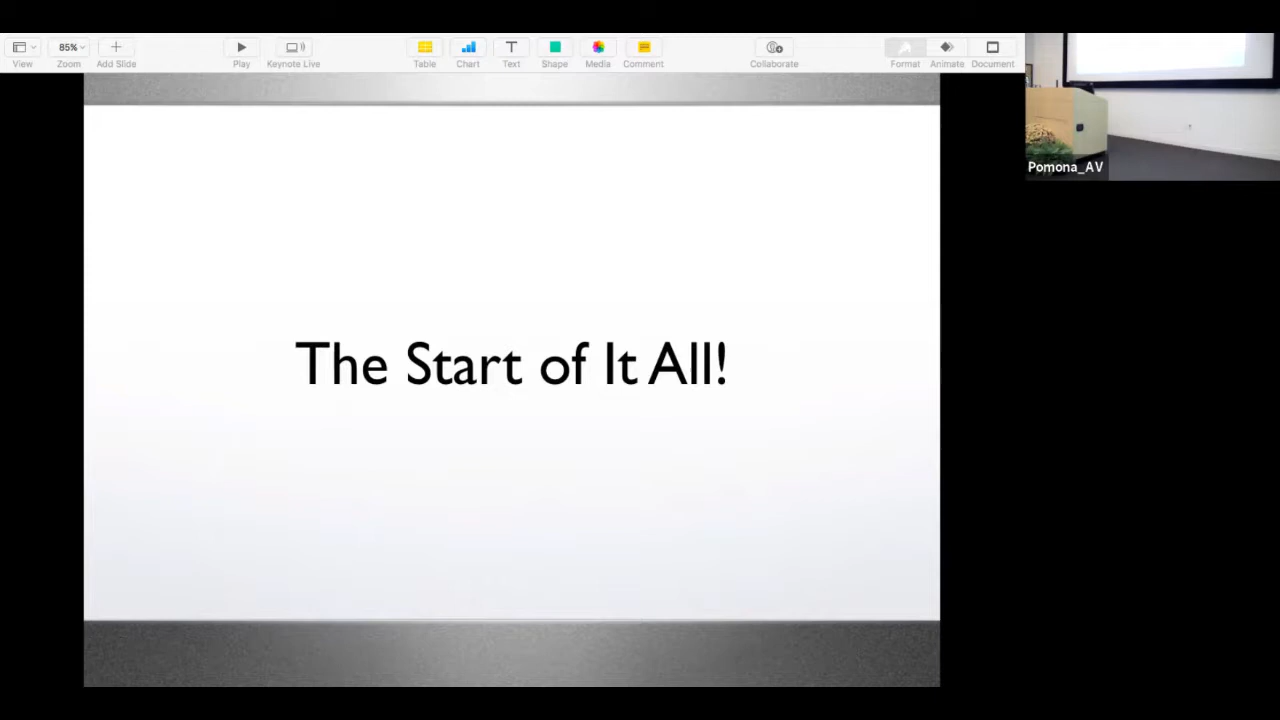 85%
View
Zoom
Add Slide
Play
Keynote Live
Table
Chart
Text
Shape
Media
Comment
Collaborate
Format
Animate
Document
Pomona_AV
The Start of It All!